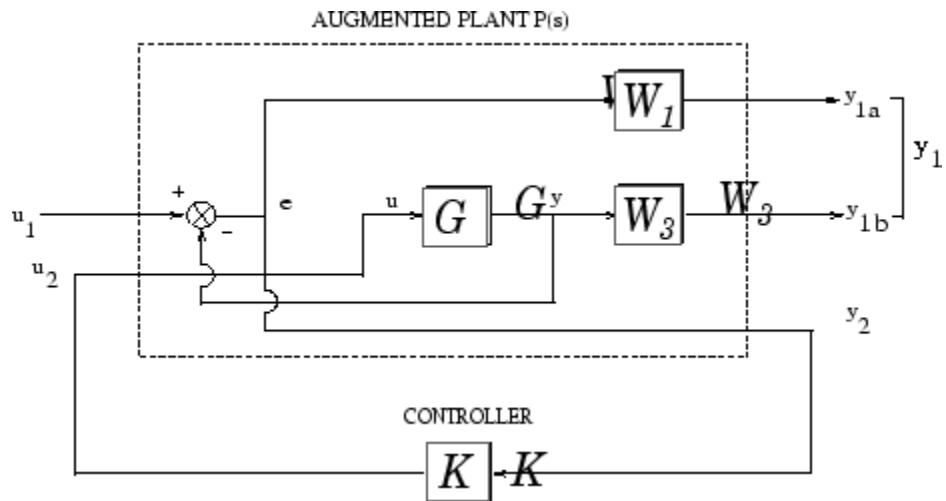 AUGMENTED PLANT P(s)
W1
y1a
y1
+
e
u
G
G
y
W3
W3
y1b
u1
-
u2
y2
CONTROLLER
K
K